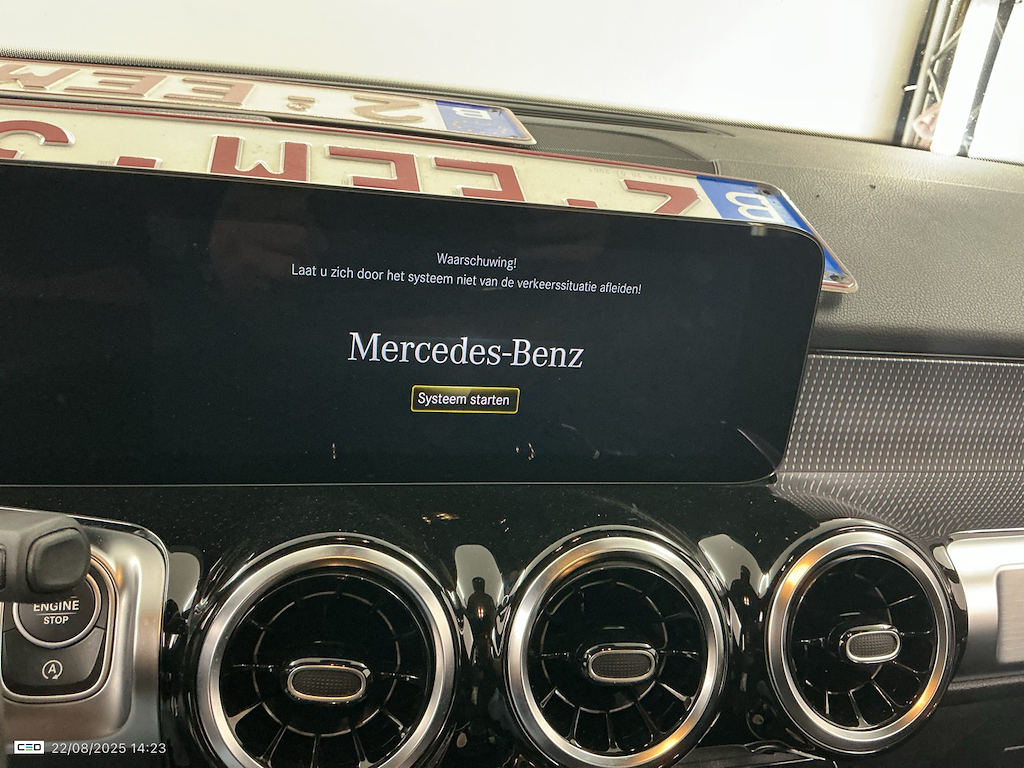 Waarschuwing!
Laat u zich door het systeem niet van de verkeerssituatie afleiden!
Mercedes-Benz
Systeem starten
ENGINE
STOP
A
B
B
CEO 22/08/2025 14:23